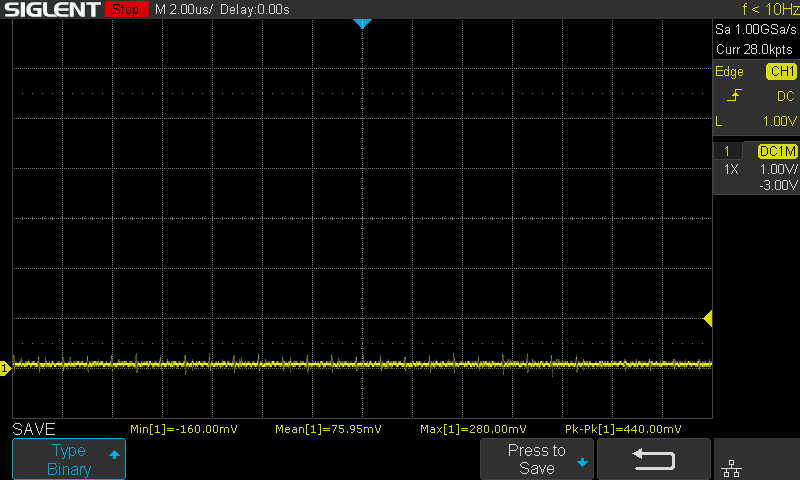 SIGLENT Stop M 2.00us/ Delay:0.00s f < 10Hz
Sa 1.00GSa/s
Curr 28.0kpts
Edge CH1
DC
L 1.00V
1 DC1M
1X 1.00V/
-3.00V
1
SAVE Min[1]=-160.00mV Mean[1]=75.95mV Max[1]=280.00mV Pk-Pk[1]=440.00mV
Type
Binary
Press to
Save